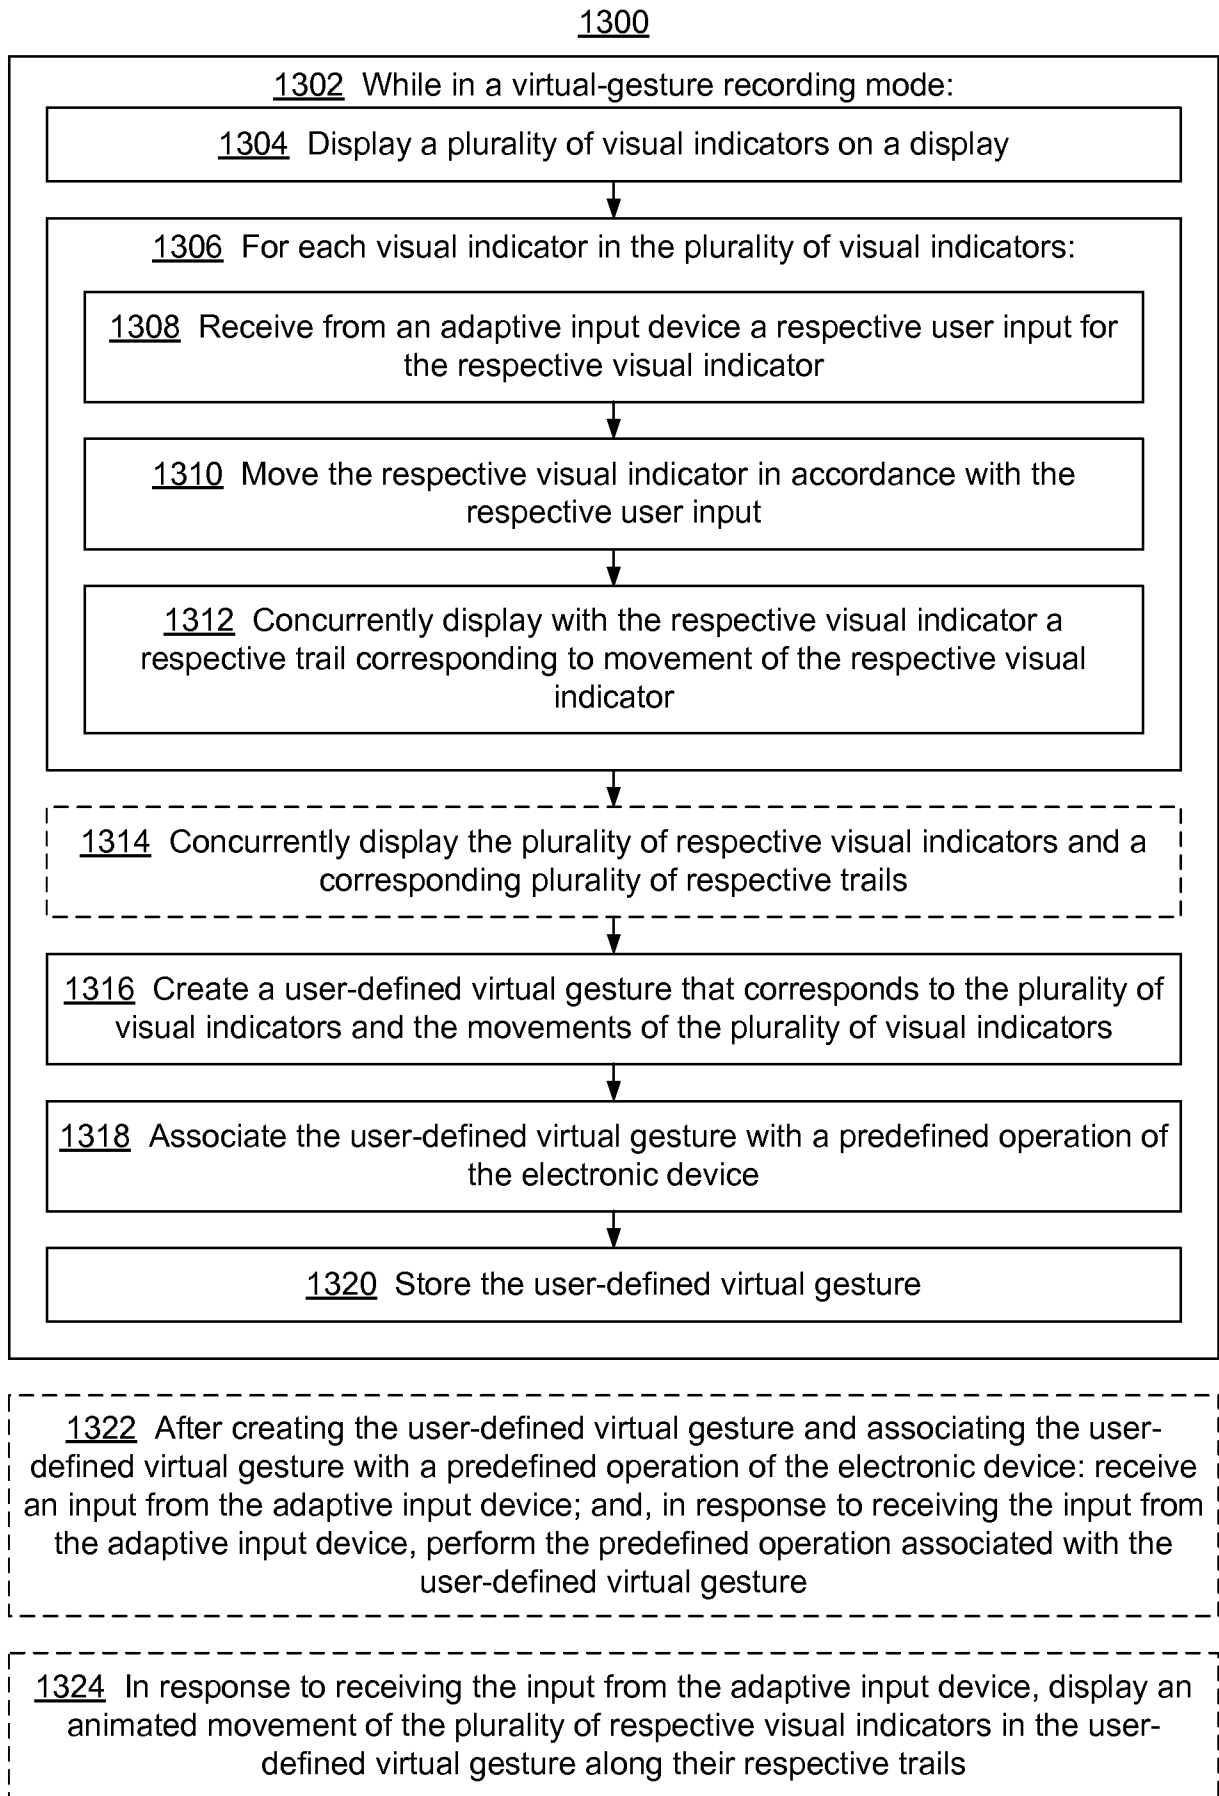 1300
1302 While in a virtual-gesture recording mode:
1304 Display a plurality of visual indicators on a display
1306 For each visual indicator in the plurality of visual indicators:
1308 Receive from an adaptive input device a respective user input for
the respective visual indicator
1310 Move the respective visual indicator in accordance with the
respective user input
1312 Concurrently display with the respective visual indicator a
respective trail corresponding to movement of the respective visual
indicator
1314 Concurrently display the plurality of respective visual indicators and a
corresponding plurality of respective trails
1316 Create a user-defined virtual gesture that corresponds to the plurality of
visual indicators and the movements of the plurality of visual indicators
1318 Associate the user-defined virtual gesture with a predefined operation of
the electronic device
1320 Store the user-defined virtual gesture
1322 After creating the user-defined virtual gesture and associating the user-
defined virtual gesture with a predefined operation of the electronic device: receive
an input from the adaptive input device; and, in response to receiving the input from
the adaptive input device, perform the predefined operation associated with the
user-defined virtual gesture
1324 In response to receiving the input from the adaptive input device, display an
animated movement of the plurality of respective visual indicators in the user-
defined virtual gesture along their respective trails